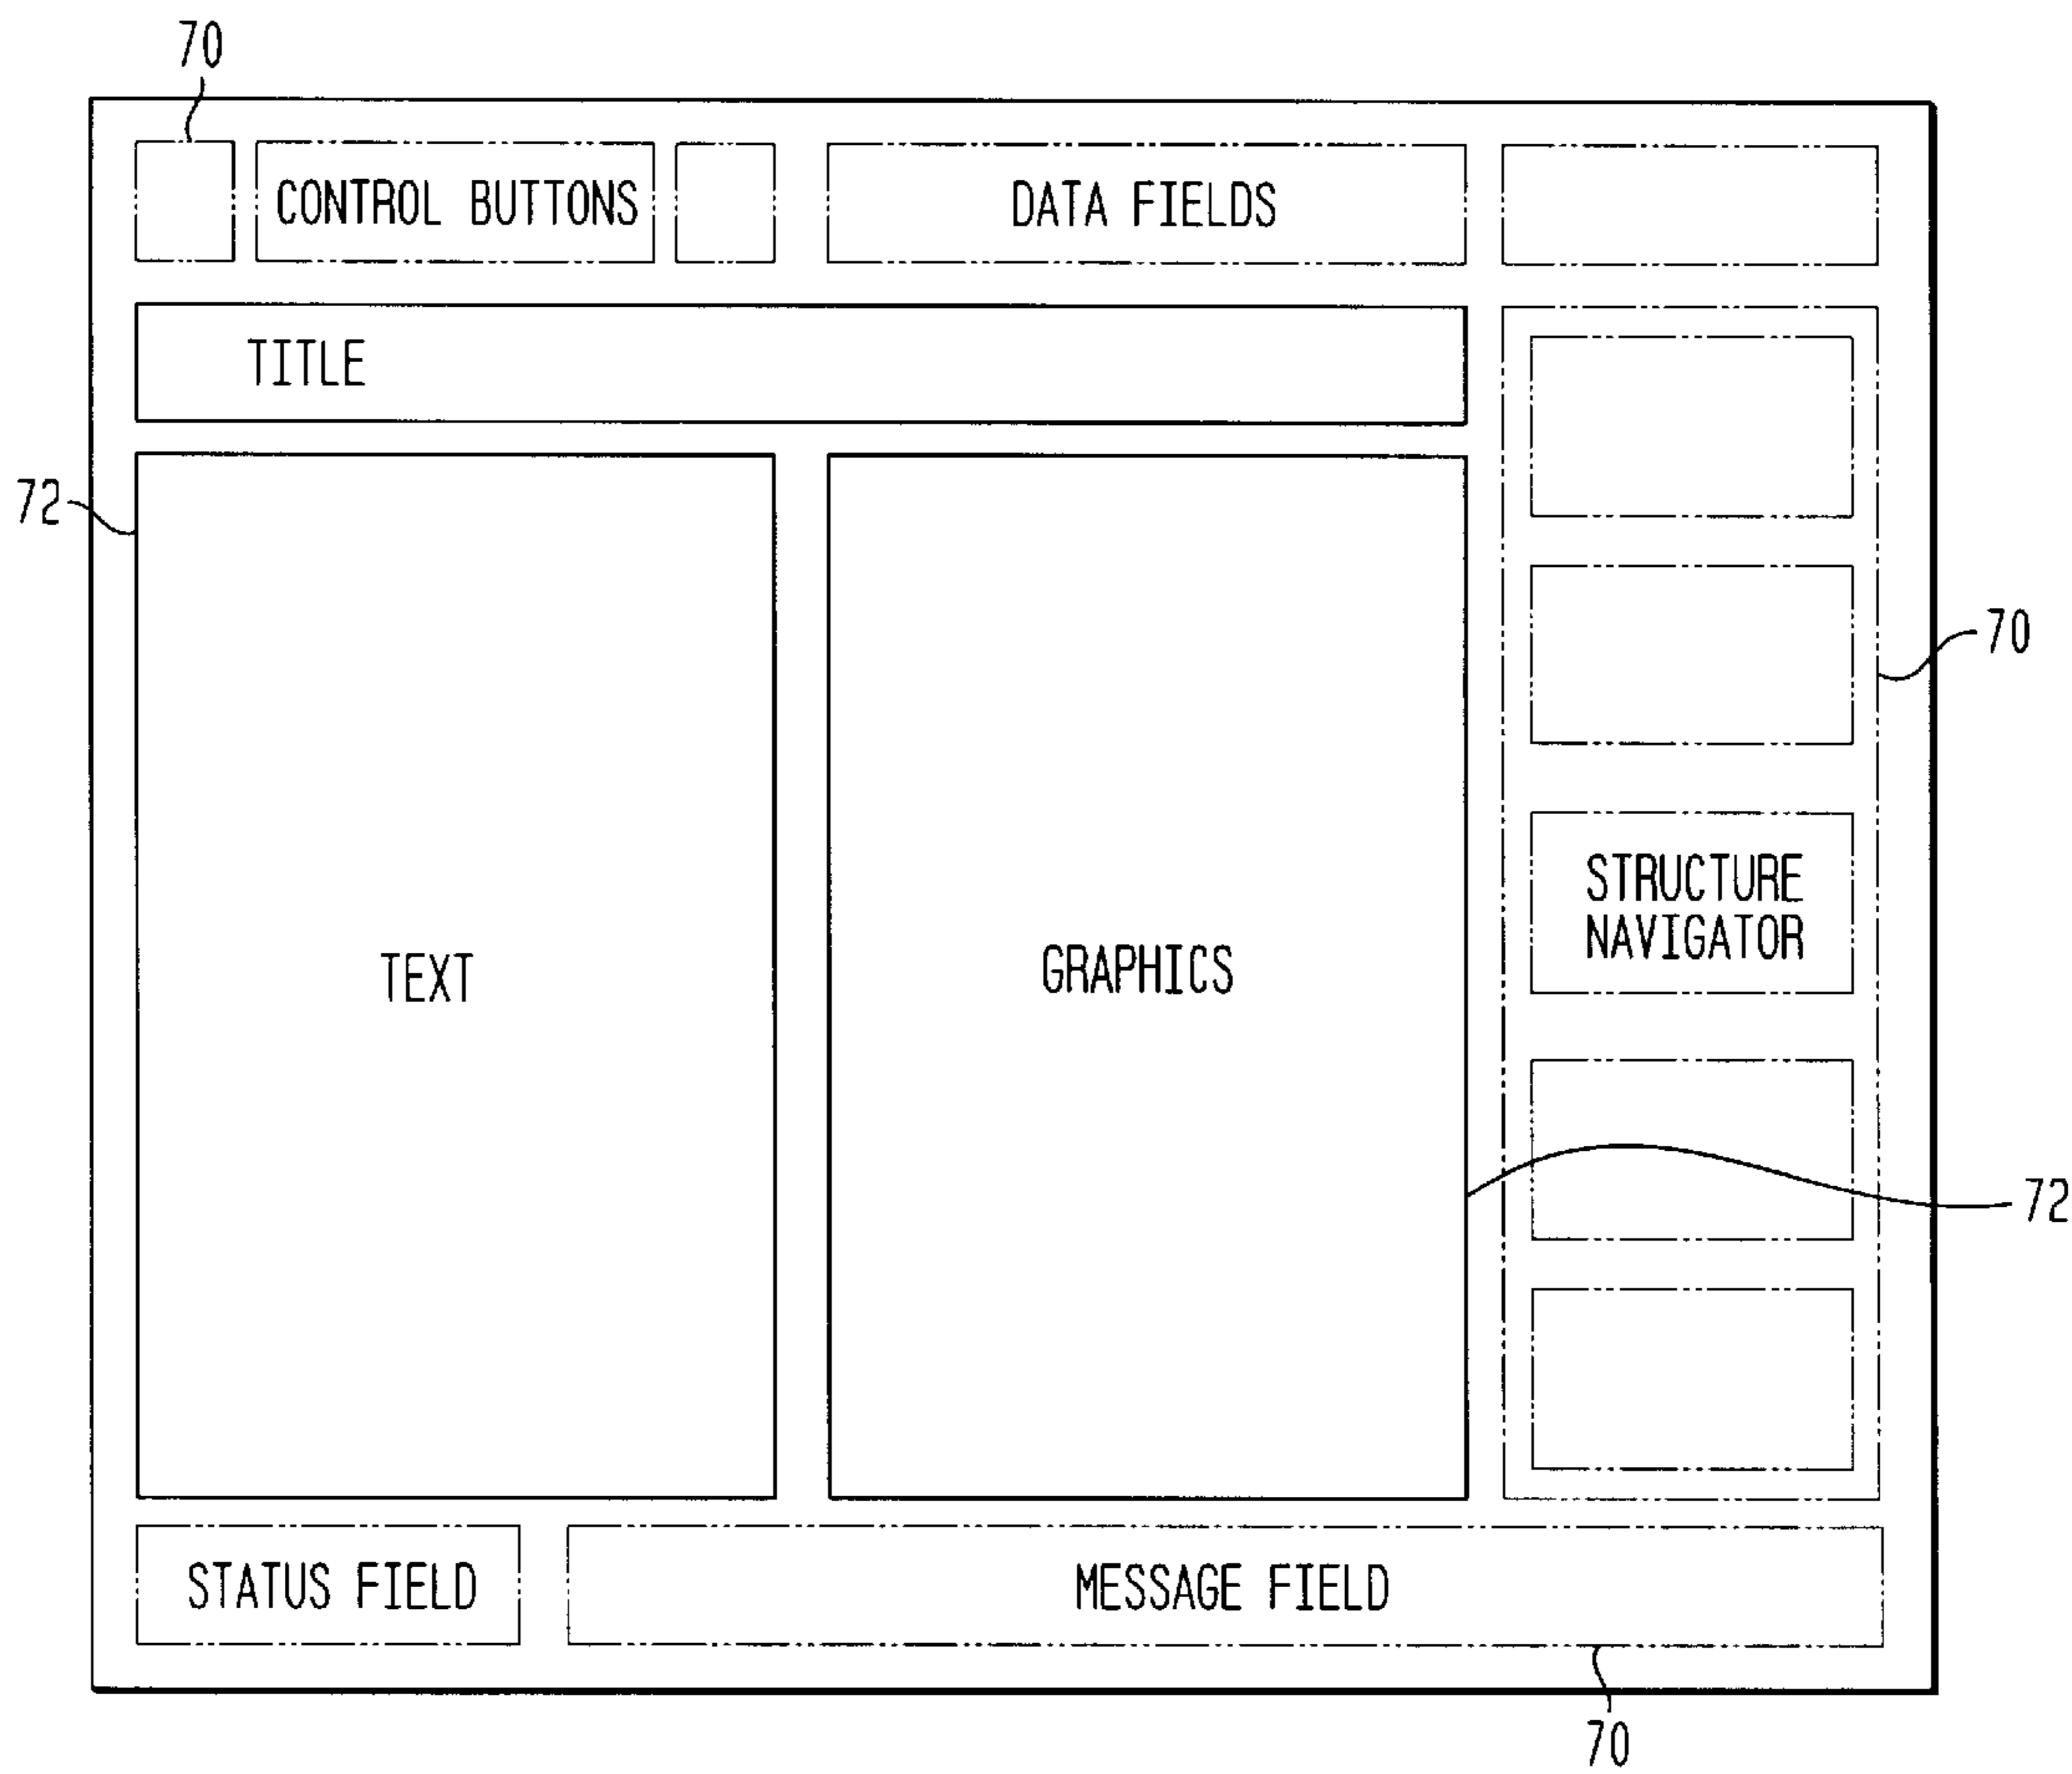 70
CONTROL BUTTONS
DATA FIELDS
TITLE
72
70
STRUCTURE
NAVIGATOR
TEXT
GRAPHICS
72
STATUS FIELD
MESSAGE FIELD
70